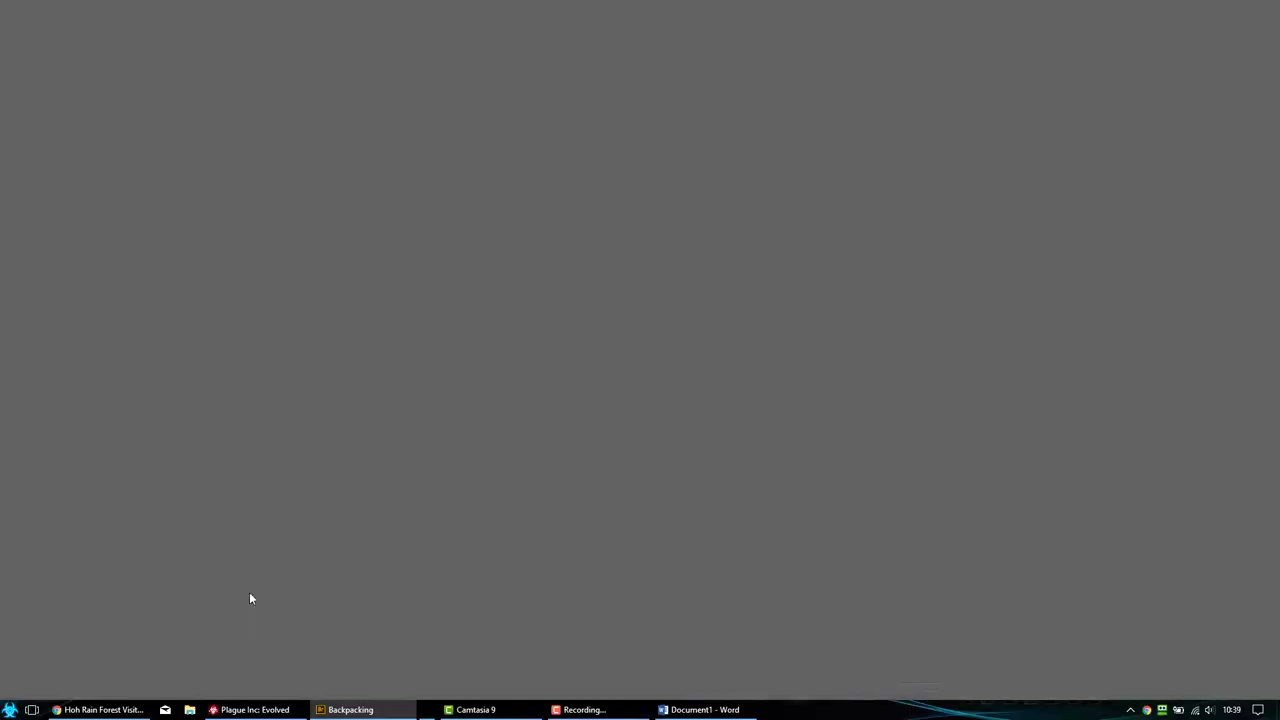 Hoh Rain Forest Visit...
Plague Inc: Evolved
Backpacking
Camtasia 9
Recording...
Document1 - Word
10:39